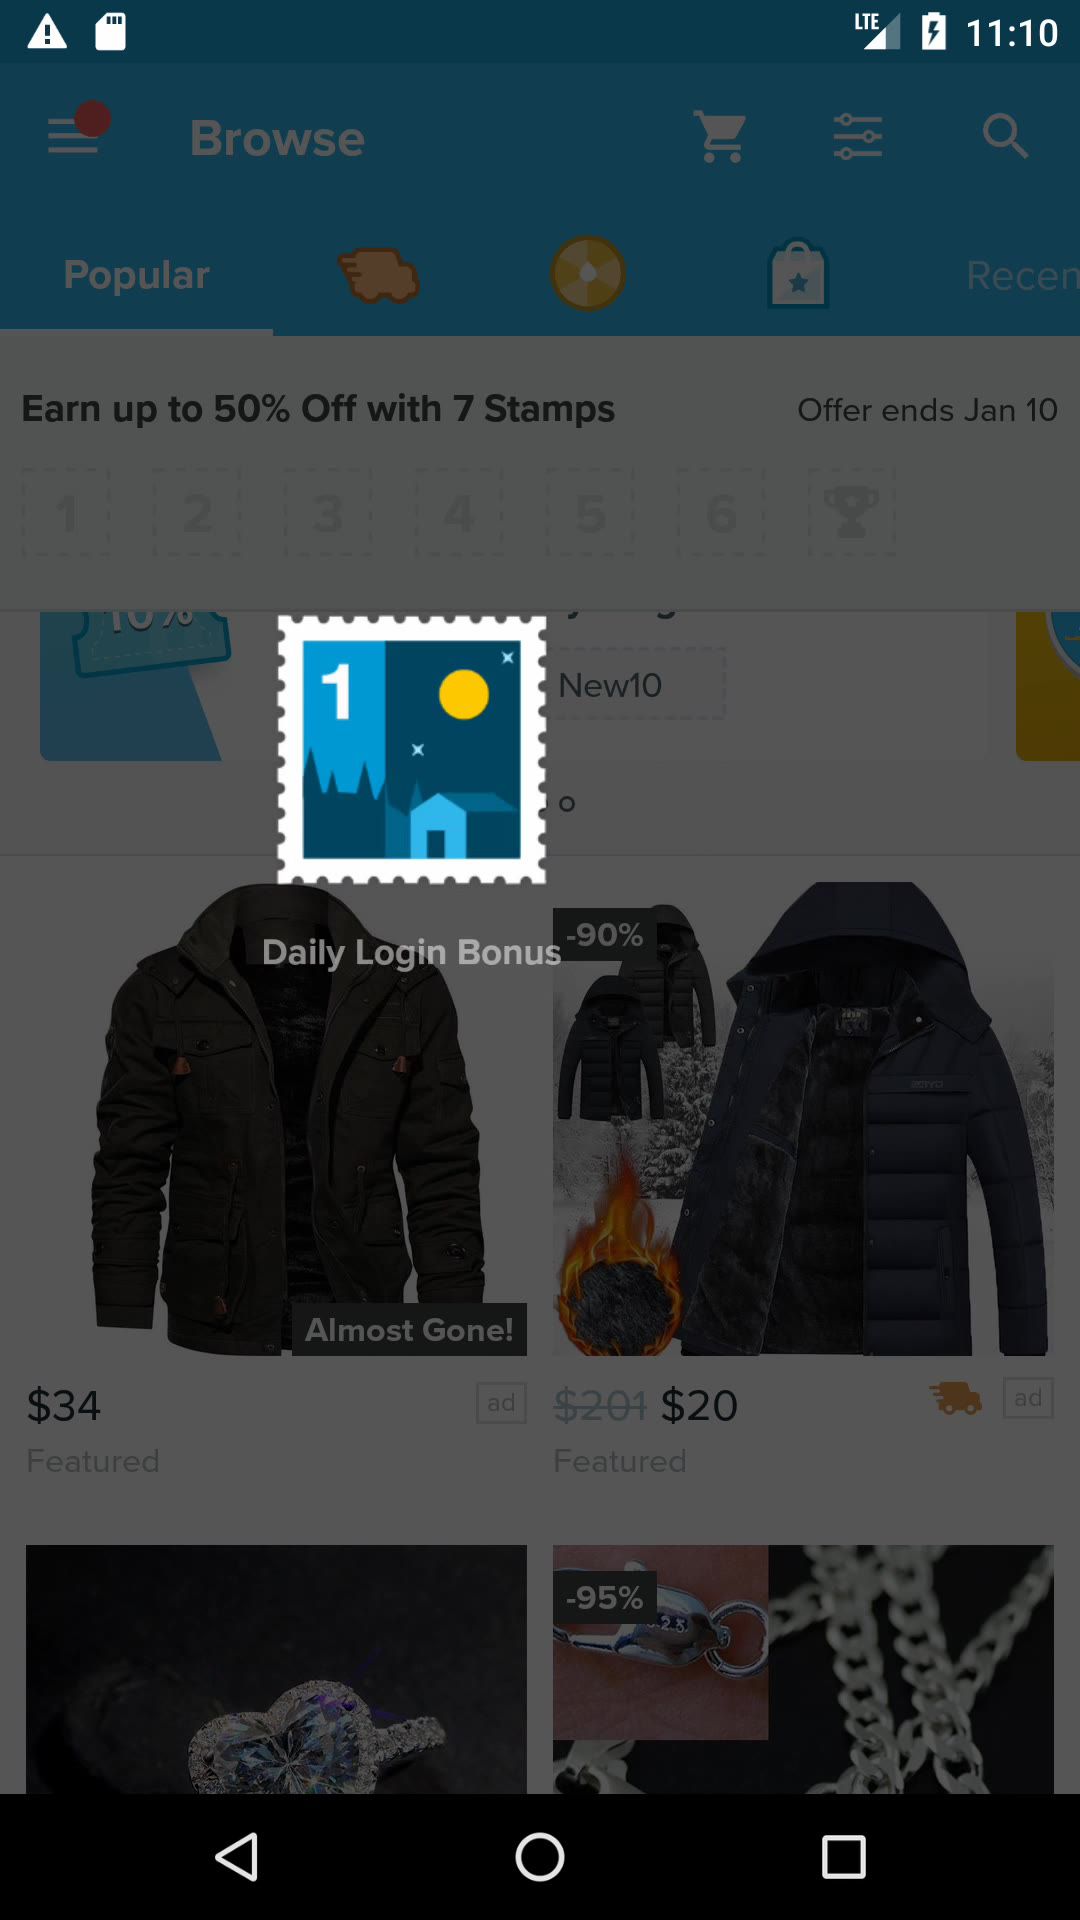 LTE 11:10
Browse
Popular Recen
Earn up to 50% Off with 7 Stamps Offer ends Jan 10
1 2 3 4 5 6
10%
1
New10
Daily Login Bonus
-90%
Almost Gone!
$34 ad $201 $20 ad
Featured Featured
-95%